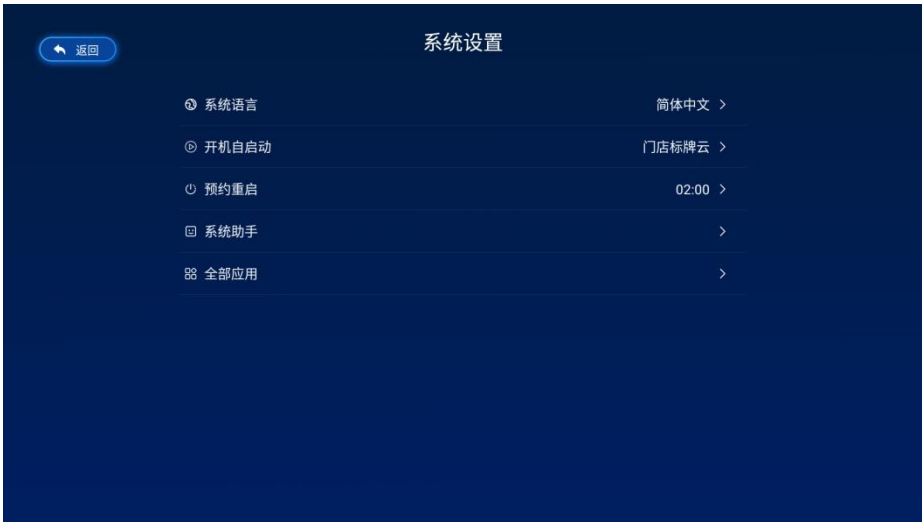 返回
系统设置
系统语言 简体中文
开机自启动 门店标牌云
预约重启 02:00
系统助手
全部应用